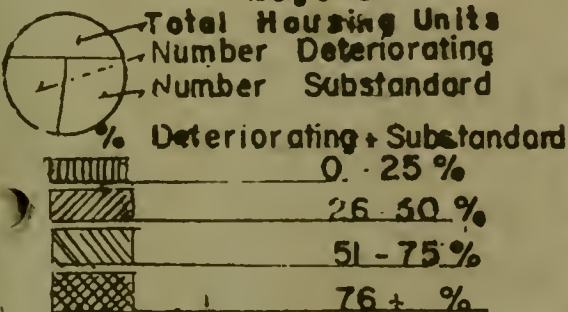 Total Housing Units
Number Deteriorating
Number Substandard
% Deteriorating + Substandard
0 - 25 %
26 - 50 %
51 - 75 %
76 + %